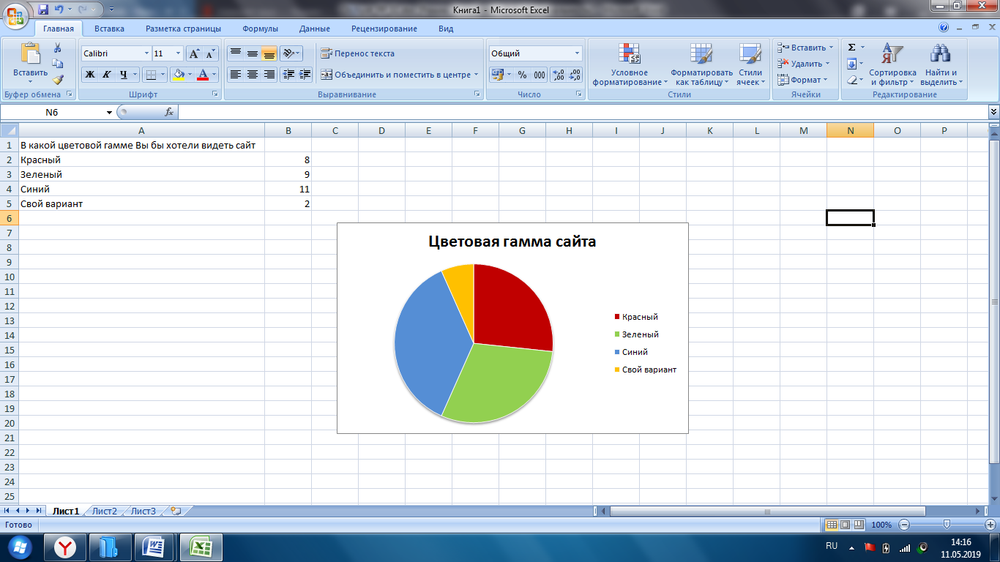 Книга1 - Microsoft Excel
Главная Вставка Разметка страницы Формулы Данные Рецензирование Вид
Вставить
Буфер обмена
Calibri 11
Ж К Ч
Шрифт
Перенос текста
Объединить и поместить в центре
Выравнивание
Общий
% 000 ,00 ,0
Число
Условное форматирование
Форматировать как таблицу
Стили ячеек
Стили
Вставить
Удалить
Формат
Ячейки
Σ
Сортировка и фильтр
Найти и выделить
Редактирование
N6 fx
A B C D E F G H I J K L M N O P
1 В какой цветовой гамме Вы бы хотели видеть сайт
2 Красный 8
3 Зеленый 9
4 Синий 11
5 Свой вариант 2
6
7
8
9
10
11
12
13
14
15
16
17
18
19
20
21
22
23
24
25
Цветовая гамма сайта
Красный
Зеленый
Синий
Свой вариант
Лист1 Лист2 Лист3
Готово 100%
RU 14:16
11.05.2019